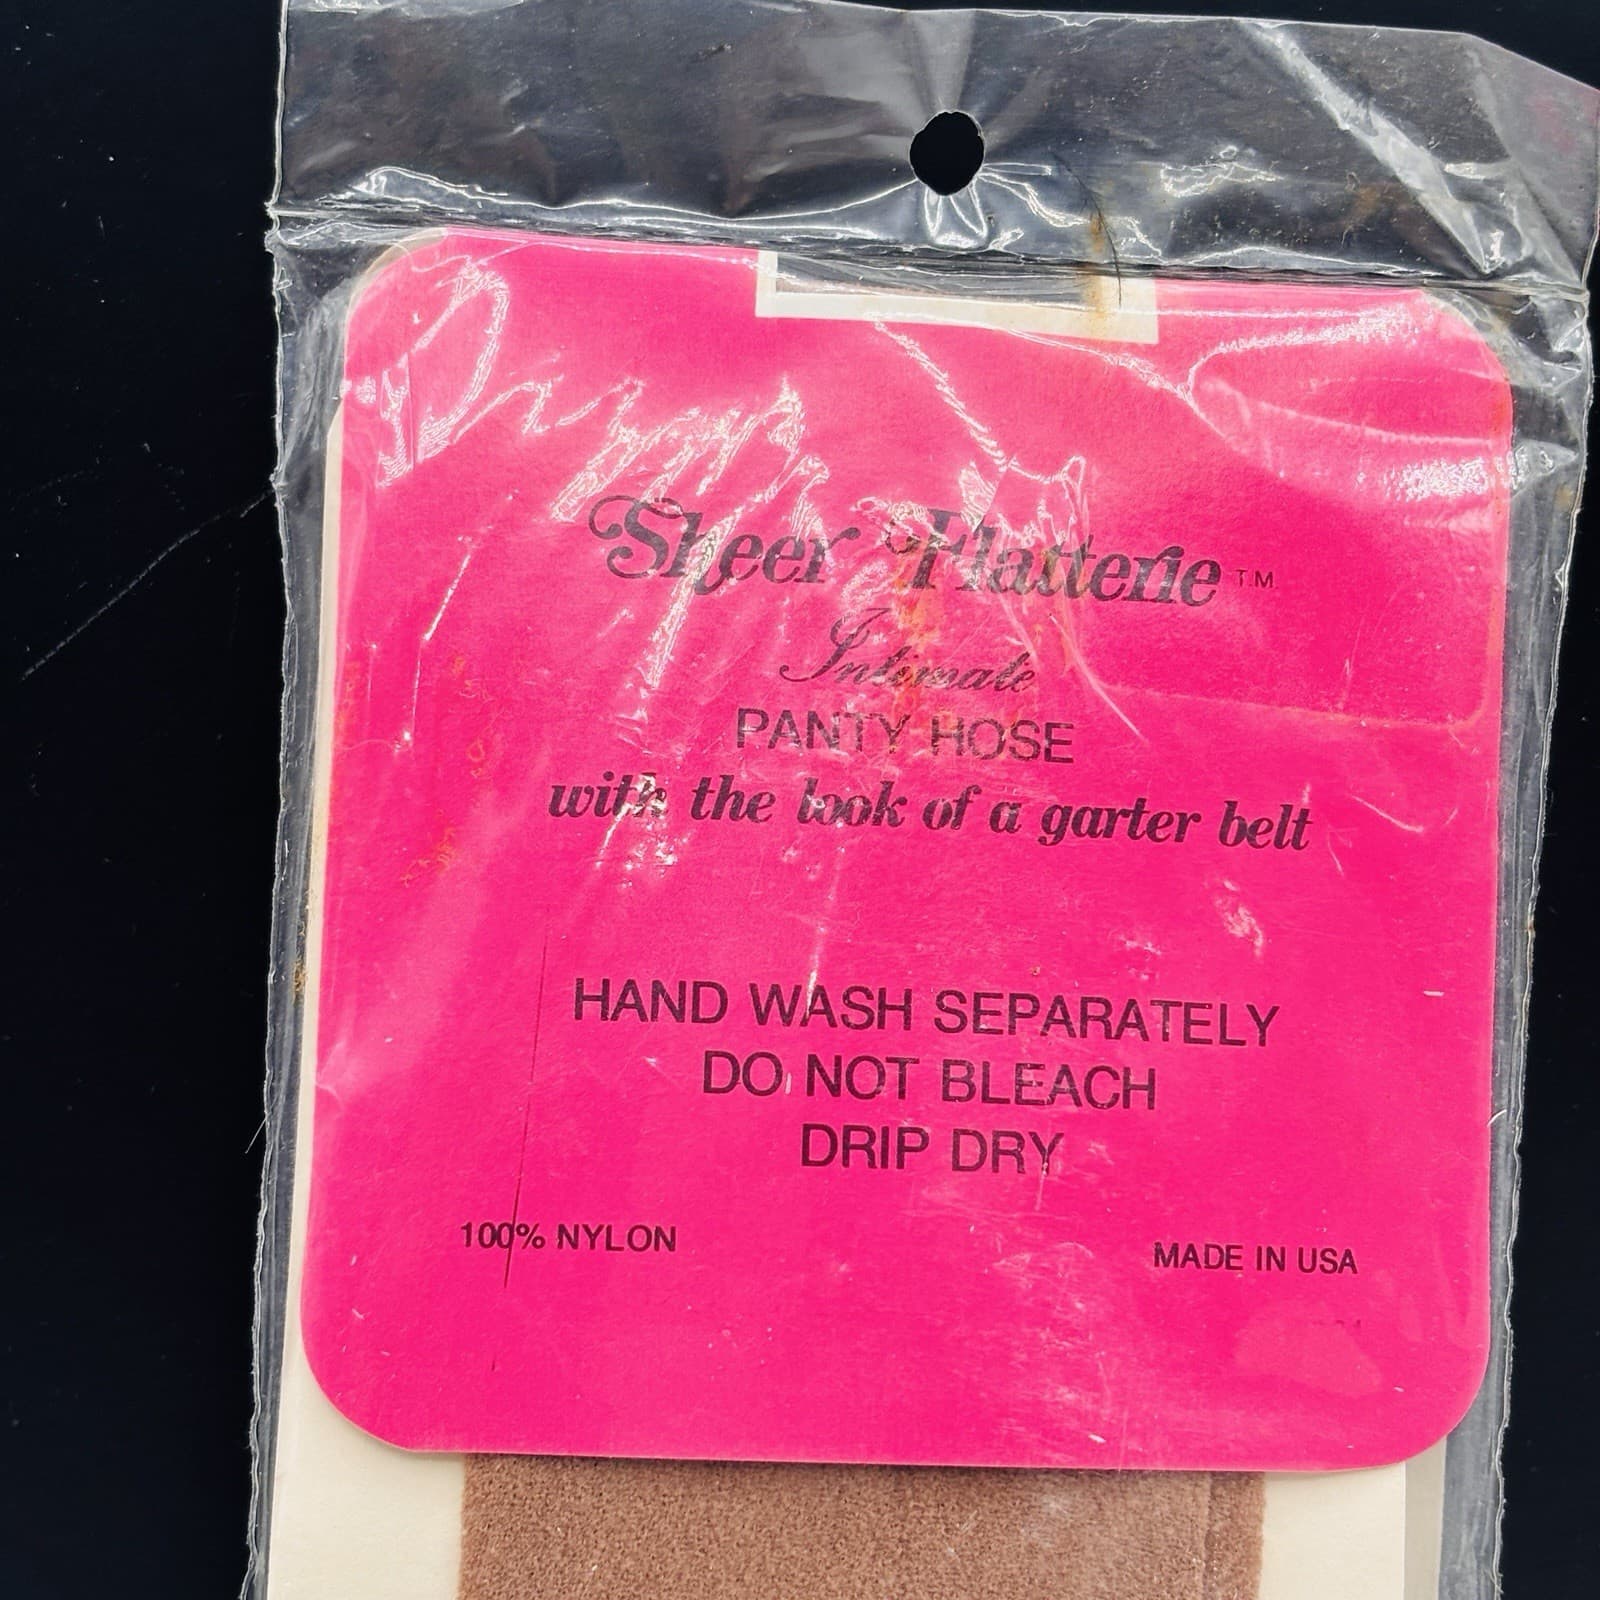 Sheer Flatterie T.M.
Intimate
PANTY HOSE
with the look of a garter belt
HAND WASH SEPARATELY
DO NOT BLEACH
DRIP DRY
100% NYLON
MADE IN USA